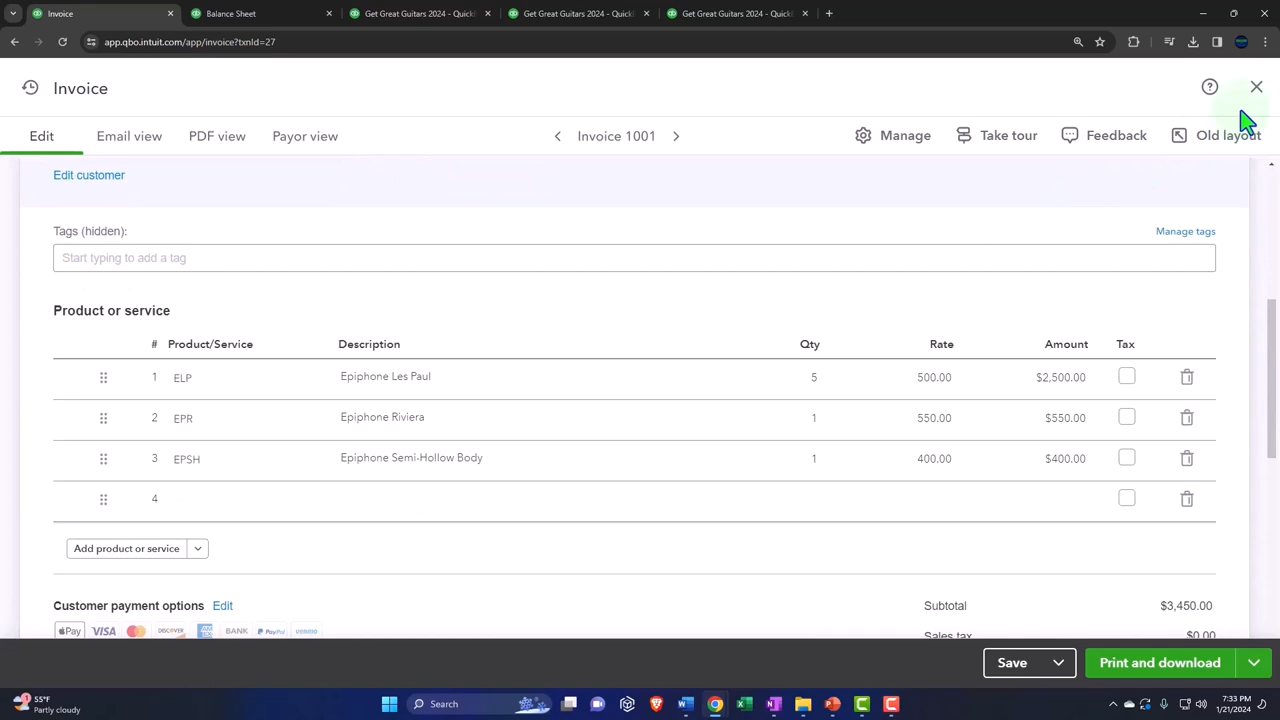 Invoice
Balance Sheet
Get Great Guitars 2024 - QuickB
Get Great Guitars 2024 - QuickB
Get Great Guitars 2024 - QuickB
app.qbo.intuit.com/app/invoice?txnId=27
Invoice
Edit Email view PDF view Payor view Invoice 1001 Manage Take tour Feedback Old layout
Edit customer
Tags (hidden): Manage tags
Start typing to add a tag
Product or service
# Product/Service Description Qty Rate Amount Tax
1 ELP Epiphone Les Paul 5 500.00 $2,500.00
2 EPR Epiphone Riviera 1 550.00 $550.00
3 EPSH Epiphone Semi-Hollow Body 1 400.00 $400.00
4
Add product or service
Customer payment options Edit Subtotal $3,450.00
Pay VISA DISCOVER BANK PayPal VENMO Sales tax $0.00
Save Print and download
55°F
Partly cloudy
Search
7:33 PM
1/21/2024